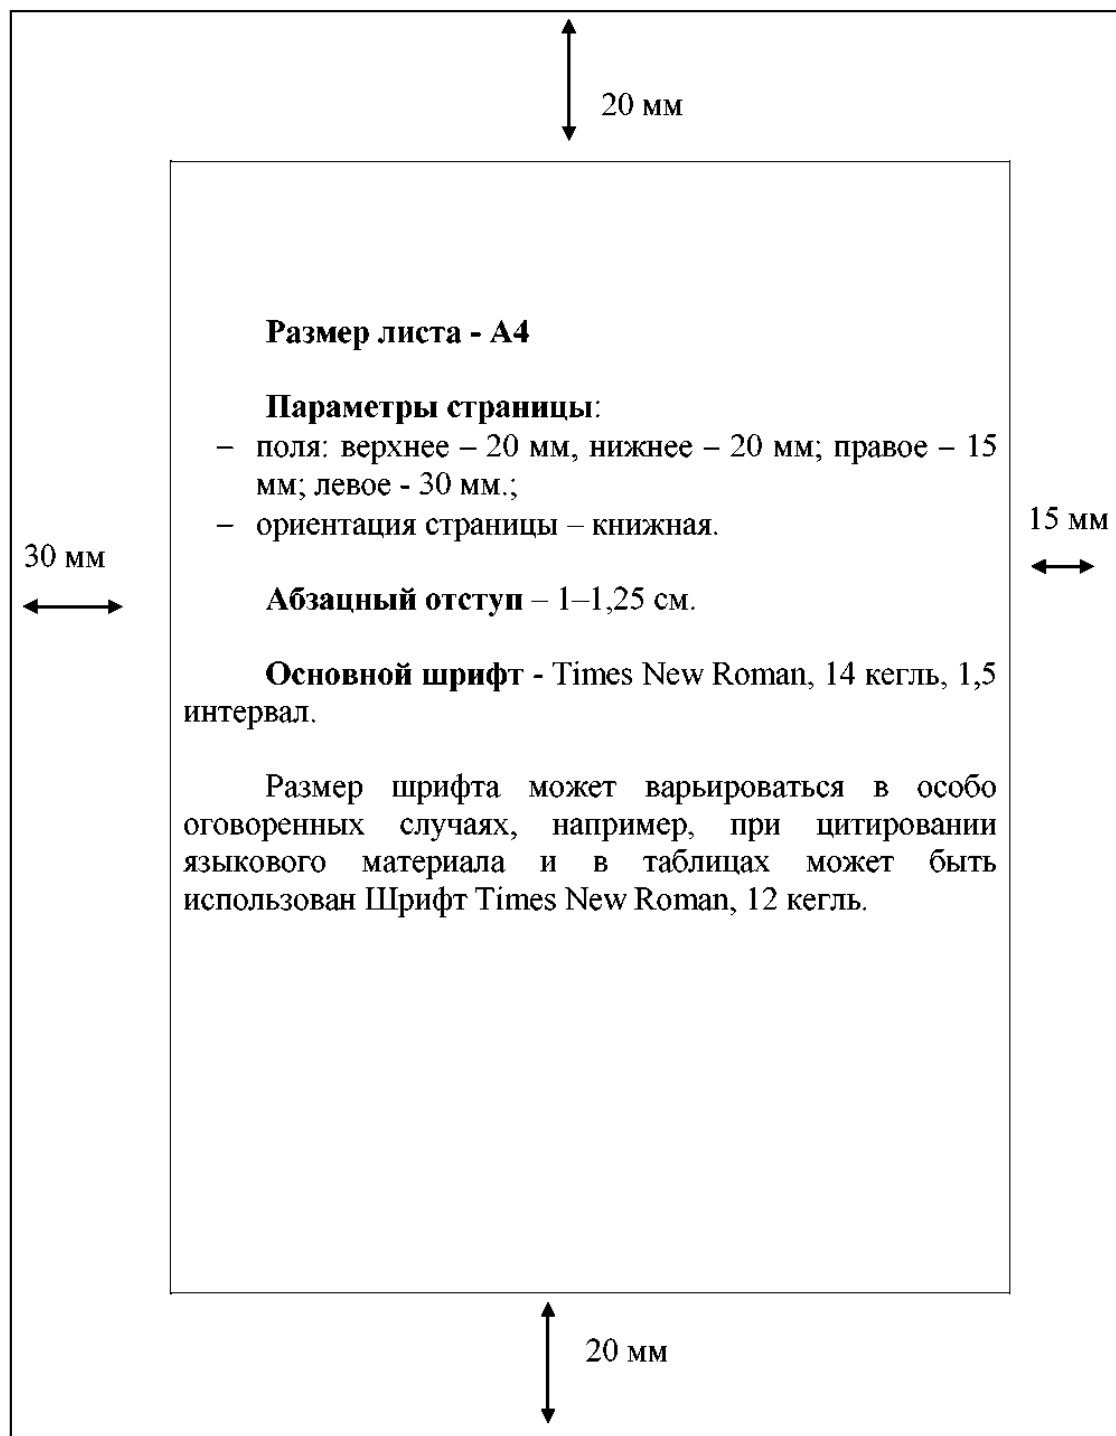 20 мм
Размер листа - А4
Параметры страницы:
– поля: верхнее – 20 мм, нижнее – 20 мм; правое – 15
мм; левое - 30 мм.;
– ориентация страницы – книжная.
15 мм
30 мм
Абзацный отступ – 1–1,25 см.
Основной шрифт - Times New Roman, 14 кегль, 1,5
интервал.
Размер шрифта может варьироваться в особо
оговоренных случаях, например, при цитировании
языкового материала и в таблицах может быть
использован Шрифт Times New Roman, 12 кегль.
20 мм